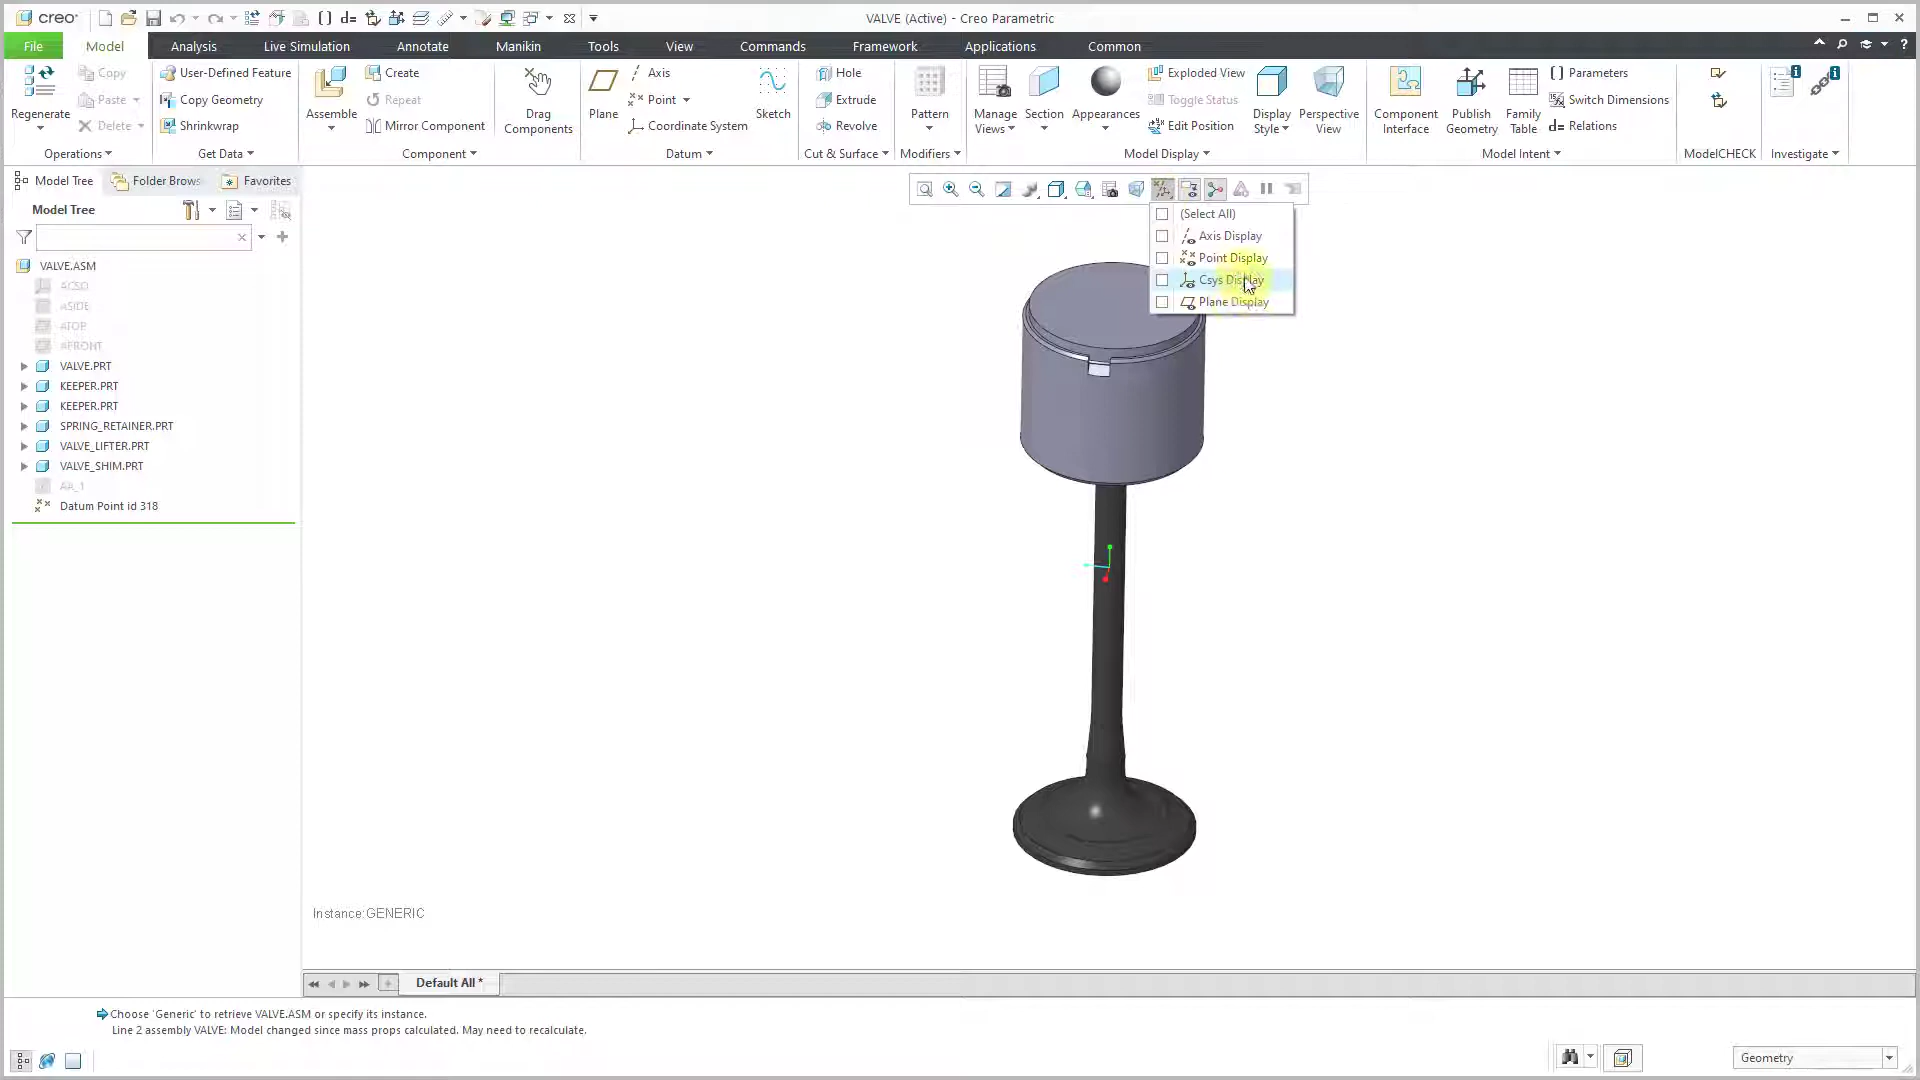 creo
VALVE (Active) - Creo Parametric
File
Model
Analysis
Live Simulation
Annotate
Manikin
Tools
View
Commands
Framework
Applications
Common
Regenerate
Copy
Paste
Delete
Operations
User-Defined Feature
Copy Geometry
Shrinkwrap
Get Data
Assemble
Create
Repeat
Mirror Component
Component
Drag
Components
Plane
Axis
Point
Coordinate System
Sketch
Datum
Hole
Extrude
Revolve
Cut & Surface
Pattern
Modifiers
Manage
Views
Section
Appearances
Exploded View
Toggle Status
Edit Position
Display
Style
Perspective
View
Model Display
Component
Interface
Publish
Geometry
Family
Table
Parameters
Switch Dimensions
d= Relations
Model Intent
ModelCHECK
Investigate
Model Tree
Folder Brows
Favorites
Model Tree
VALVE.ASM
ACSO
ASIDE
ATOP
AFRONT
VALVE.PRT
KEEPER.PRT
KEEPER.PRT
SPRING_RETAINER.PRT
VALVE_LIFTER.PRT
VALVE_SHIM.PRT
AA_1
Datum Point id 318
(Select All)
Axis Display
Point Display
Csys Display
Plane Display
Instance:GENERIC
Default All *
Choose 'Generic' to retrieve VALVE.ASM or specify its instance.
Line 2 assembly VALVE: Model changed since mass props calculated. May need to recalculate.
Geometry